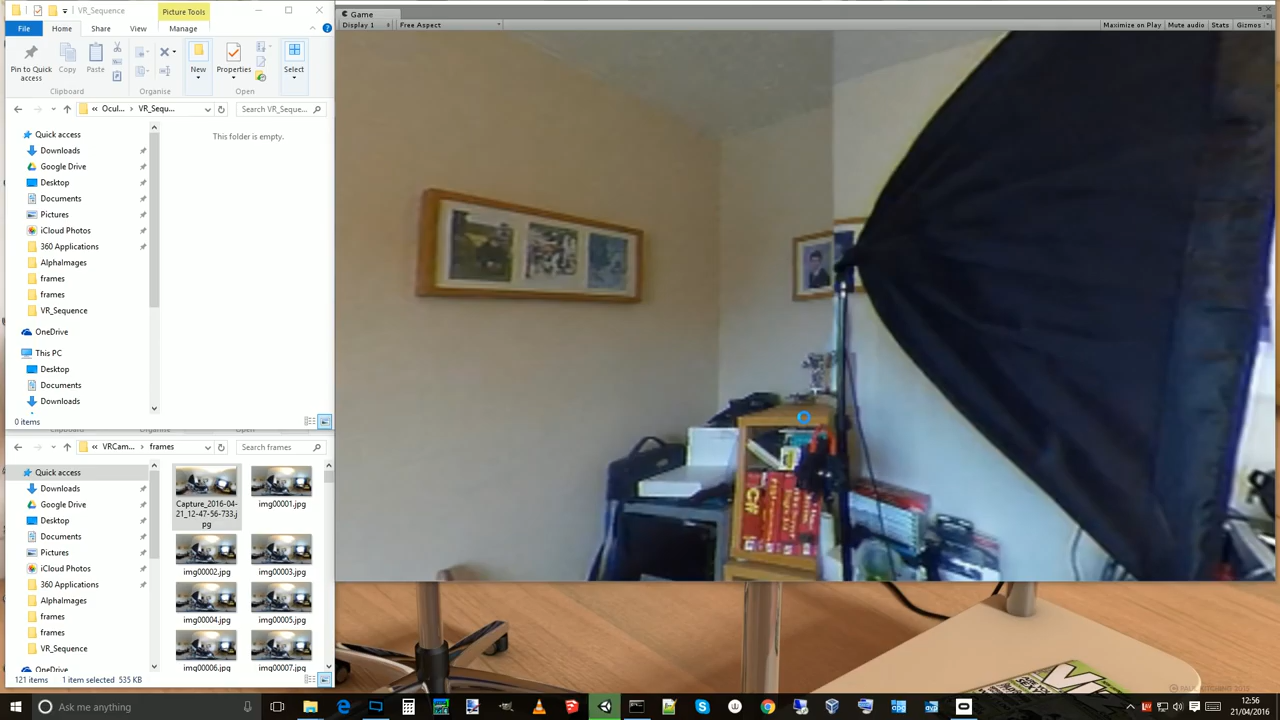 VR_Sequence
Picture Tools
File
Home
Share
View
Manage
Pin to Quick access
Copy
Paste
New
Properties
Open
Select
Clipboard
Organise
« Ocul... › VR_Sequ...
Search VR_Seque...
This folder is empty.
Quick access
Downloads
Google Drive
Desktop
Documents
Pictures
iCloud Photos
360 Applications
AlphaImages
frames
frames
VR_Sequence
OneDrive
This PC
Desktop
Documents
Downloads
0 items
« VRCam... › frames
Search frames
Quick access
Downloads
Google Drive
Desktop
Documents
Pictures
iCloud Photos
360 Applications
AlphaImages
frames
frames
VR_Sequence
OneDrive
Capture_2016-04-21_12-47-56-733.jpg
img00001.jpg
img00002.jpg
img00003.jpg
img00004.jpg
img00005.jpg
img00006.jpg
img00007.jpg
121 items
1 item selected 535 KB
Game
Display 1
Free Aspect
Maximize on Play
Mute audio
Stats
Gizmos
C#
Ask me anything
12:56
21/04/2016